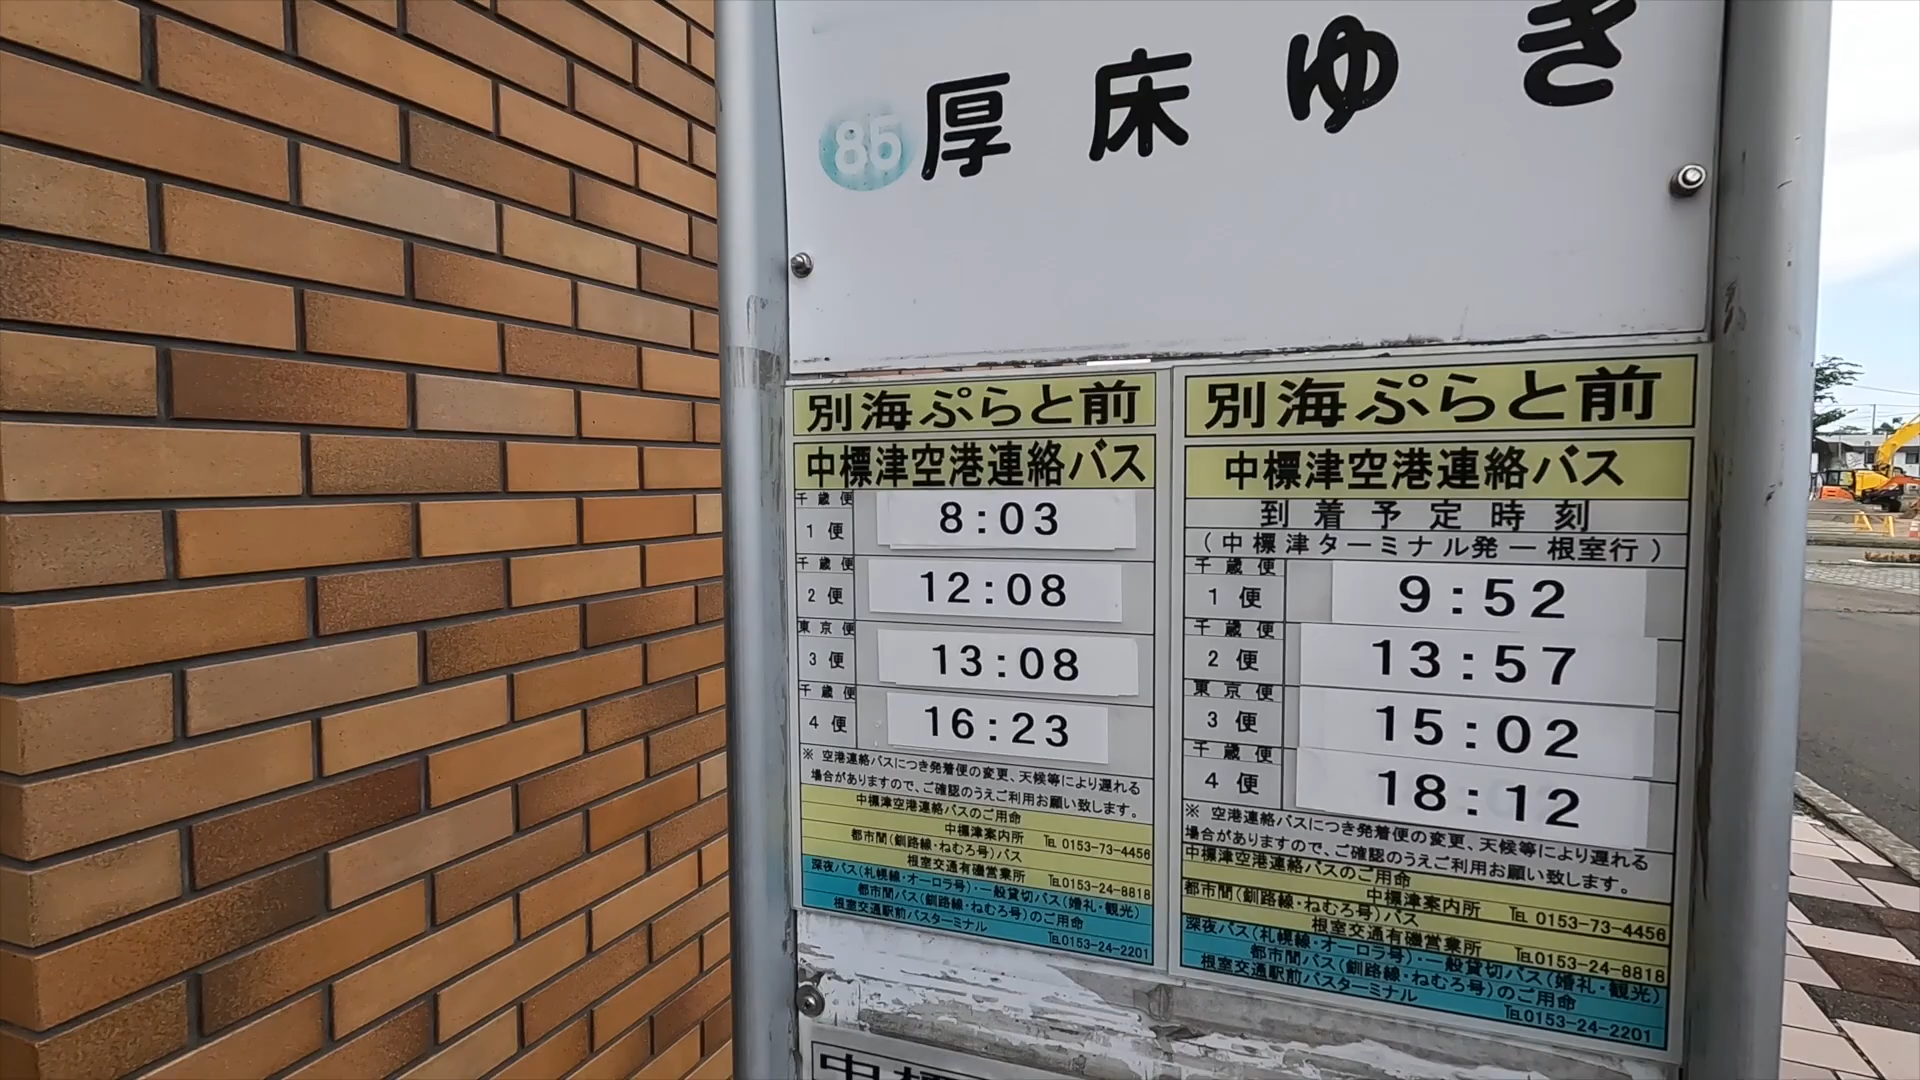 85 厚床ゆき
別海ぷらと前
中標津空港連絡バス
千歳便
1便 8:03
千歳便
2便 12:08
東京便
3便 13:08
千歳便
4便 16:23
※ 空港連絡バスにつき発着便の変更、天候等により遅れる
場合がありますので、ご確認のうえご利用お願い致します。
中標津空港連絡バスのご用命
中標津案内所 TEL 0153-73-4456
都市間(釧路線・ねむろ号)バス
根室交通有磯営業所 TEL0153-24-8818
深夜バス(札幌線・オーロラ号)・一般貸切バス(婚礼・観光)
都市間バス(釧路線・ねむろ号)のご用命
根室交通駅前バスターミナル TEL0153-24-2201
別海ぷらと前
中標津空港連絡バス
到着予定時刻
(中標津ターミナル発ー根室行)
千歳便
1便 9:52
千歳便
2便 13:57
東京便
3便 15:02
千歳便
4便 18:12
※ 空港連絡バスにつき発着便の変更、天候等により遅れる
場合がありますので、ご確認のうえご利用お願い致します。
中標津空港連絡バスのご用命
中標津案内所 TEL 0153-73-4456
都市間(釧路線・ねむろ号)バス
根室交通有磯営業所 TEL0153-24-8818
深夜バス(札幌線・オーロラ号)・一般貸切バス(婚礼・観光)
都市間バス(釧路線・ねむろ号)のご用命
根室交通駅前バスターミナル TEL0153-24-2201
中標